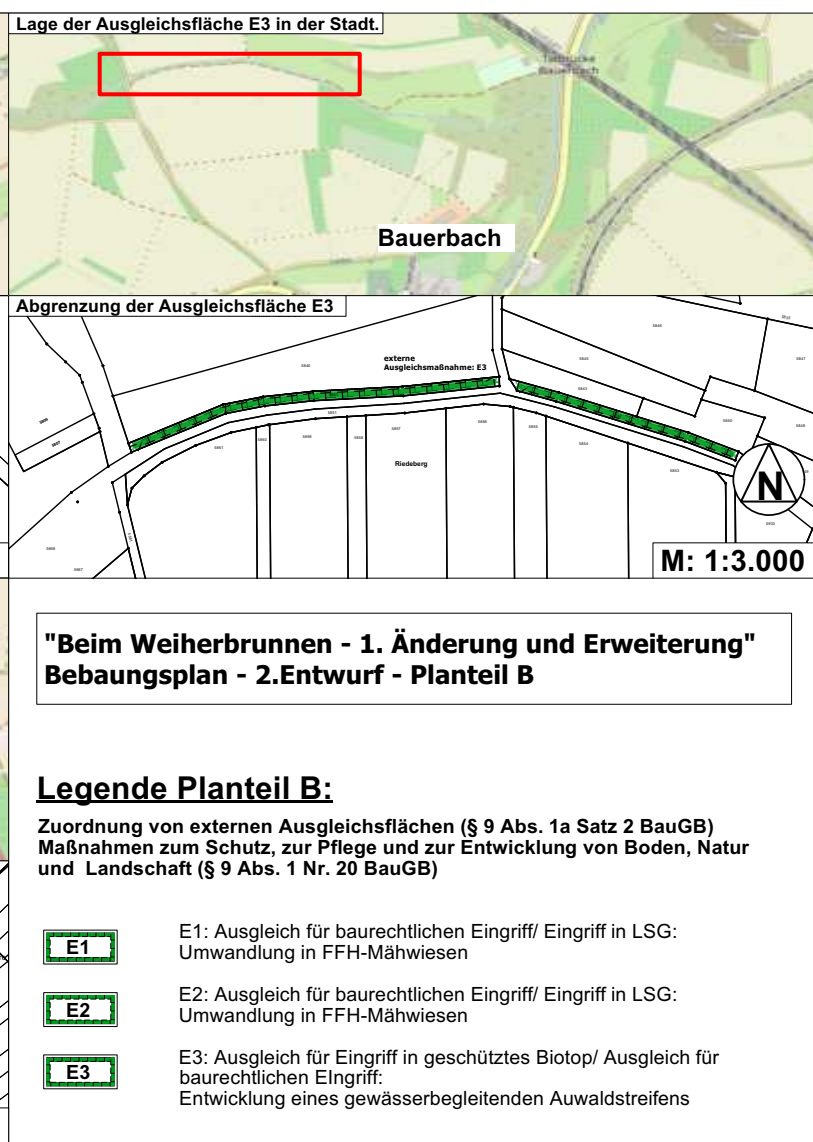 Lage der Ausgleichsfläche E3 in der Stadt.
Talbrücke
Bauerbach
Bauerbach
Abgrenzung der Ausgleichsfläche E3
externe
Ausgleichsmaßnahme: E3
Riedeberg
N
M: 1:3.000
"Beim Weiherbrunnen - 1. Änderung und Erweiterung"
Bebaungsplan - 2.Entwurf - Planteil B
Legende Planteil B:
Zuordnung von externen Ausgleichsflächen (§ 9 Abs. 1a Satz 2 BauGB)
Maßnahmen zum Schutz, zur Pflege und zur Entwicklung von Boden, Natur
und Landschaft (§ 9 Abs. 1 Nr. 20 BauGB)
E1
E1: Ausgleich für baurechtlichen Eingriff/ Eingriff in LSG:
Umwandlung in FFH-Mähwiesen
E2
E2: Ausgleich für baurechtlichen Eingriff/ Eingriff in LSG:
Umwandlung in FFH-Mähwiesen
E3
E3: Ausgleich für Eingriff in geschütztes Biotop/ Ausgleich für
baurechtlichen EIngriff:
Entwicklung eines gewässerbegleitenden Auwaldstreifens